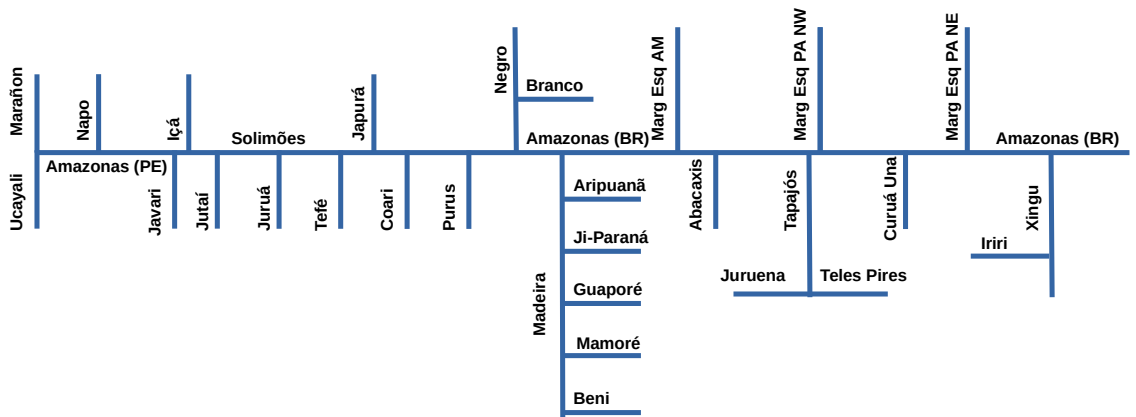 Marañon
Napo
Içá
Solimões
Japurá
Negro
Branco
Amazonas (BR)
Marg Esq AM
Marg Esq PA NW
Marg Esq PA NE
Amazonas (BR)
Ucayali
Amazonas (PE)
Javari
Jutaí
Juruá
Tefé
Coari
Purus
Madeira
Aripuanã
Ji-Paraná
Guaporé
Mamoré
Beni
Abacaxis
Tapajós
Juruena
Teles Pires
Curuá Una
Xingu
Iriri